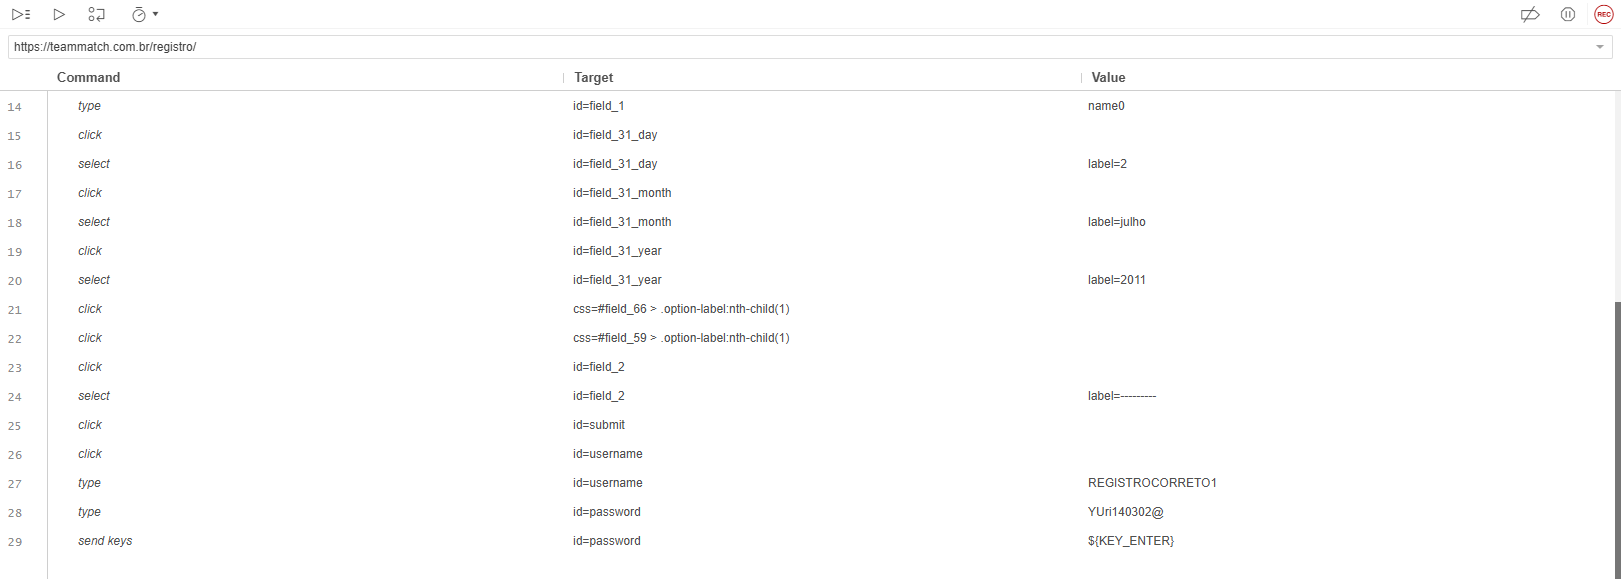 REC
https://teammatch.com.br/registro/
Command Target Value
14 type id=field_1 name0
15 click id=field_31_day
16 select id=field_31_day label=2
17 click id=field_31_month
18 select id=field_31_month label=julho
19 click id=field_31_year
20 select id=field_31_year label=2011
21 click css=#field_66 > .option-label:nth-child(1)
22 click css=#field_59 > .option-label:nth-child(1)
23 click id=field_2
24 select id=field_2 label=---------
25 click id=submit
26 click id=username
27 type id=username REGISTROCORRETO1
28 type id=password YUri140302@
29 send keys id=password ${KEY_ENTER}